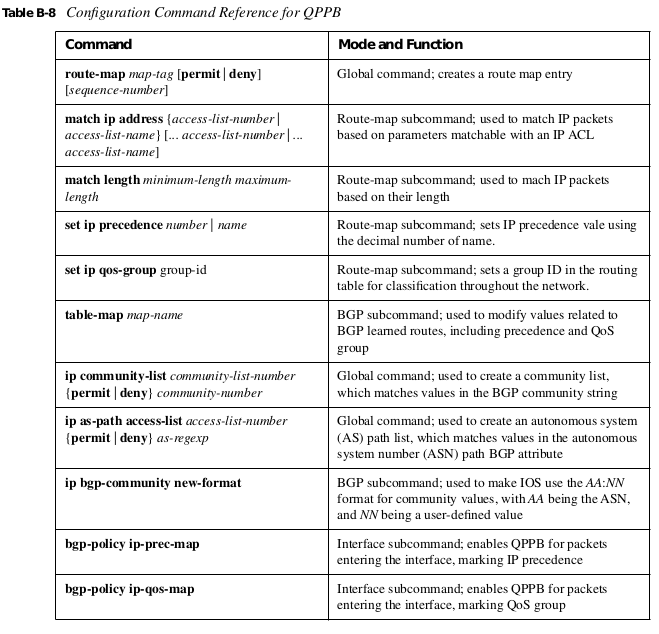 Table B-8 Configuration Command Reference for QPPB
Command
Mode and Function
route-map map-tag [permit | deny]
[sequence-number]
Global command; creates a route map entry
match ip address {access-list-number |
access-list-name} [... access-list-number | ...
access-list-name]
Route-map subcommand; used to match IP packets
based on parameters matchable with an IP ACL
match length minimum-length maximum-
length
Route-map subcommand; used to mach IP packets
based on their length
set ip precedence number | name
Route-map subcommand; sets IP precedence vale using
the decimal number of name.
set ip qos-group group-id
Route-map subcommand; sets a group ID in the routing
table for classification throughout the network.
table-map map-name
BGP subcommand; used to modify values related to
BGP learned routes, including precedence and QoS
group
ip community-list community-list-number
{permit | deny} community-number
Global command; used to create a community list,
which matches values in the BGP community string
ip as-path access-list access-list-number
{permit | deny} as-regexp
Global command; used to create an autonomous system
(AS) path list, which matches values in the autonomous
system number (ASN) path BGP attribute
ip bgp-community new-format
BGP subcommand; used to make IOS use the AA:NN
format for community values, with AA being the ASN,
and NN being a user-defined value
bgp-policy ip-prec-map
Interface subcommand; enables QPPB for packets
entering the interface, marking IP precedence
bgp-policy ip-qos-map
Interface subcommand; enables QPPB for packets
entering the interface, marking QoS group